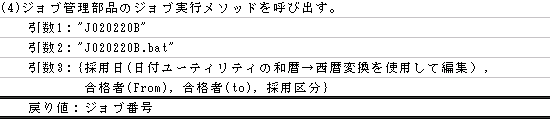 (4)ジョブ管理部品のジョブ実行メソッドを呼び出す。
引数1:"J020220B"
引数2:"J020220B.bat"
引数3:{採用日(日付ユーティリティの和暦→西暦変換を使用して編集),
合格者(From), 合格者(to), 採用区分}
戻り値:ジョブ番号